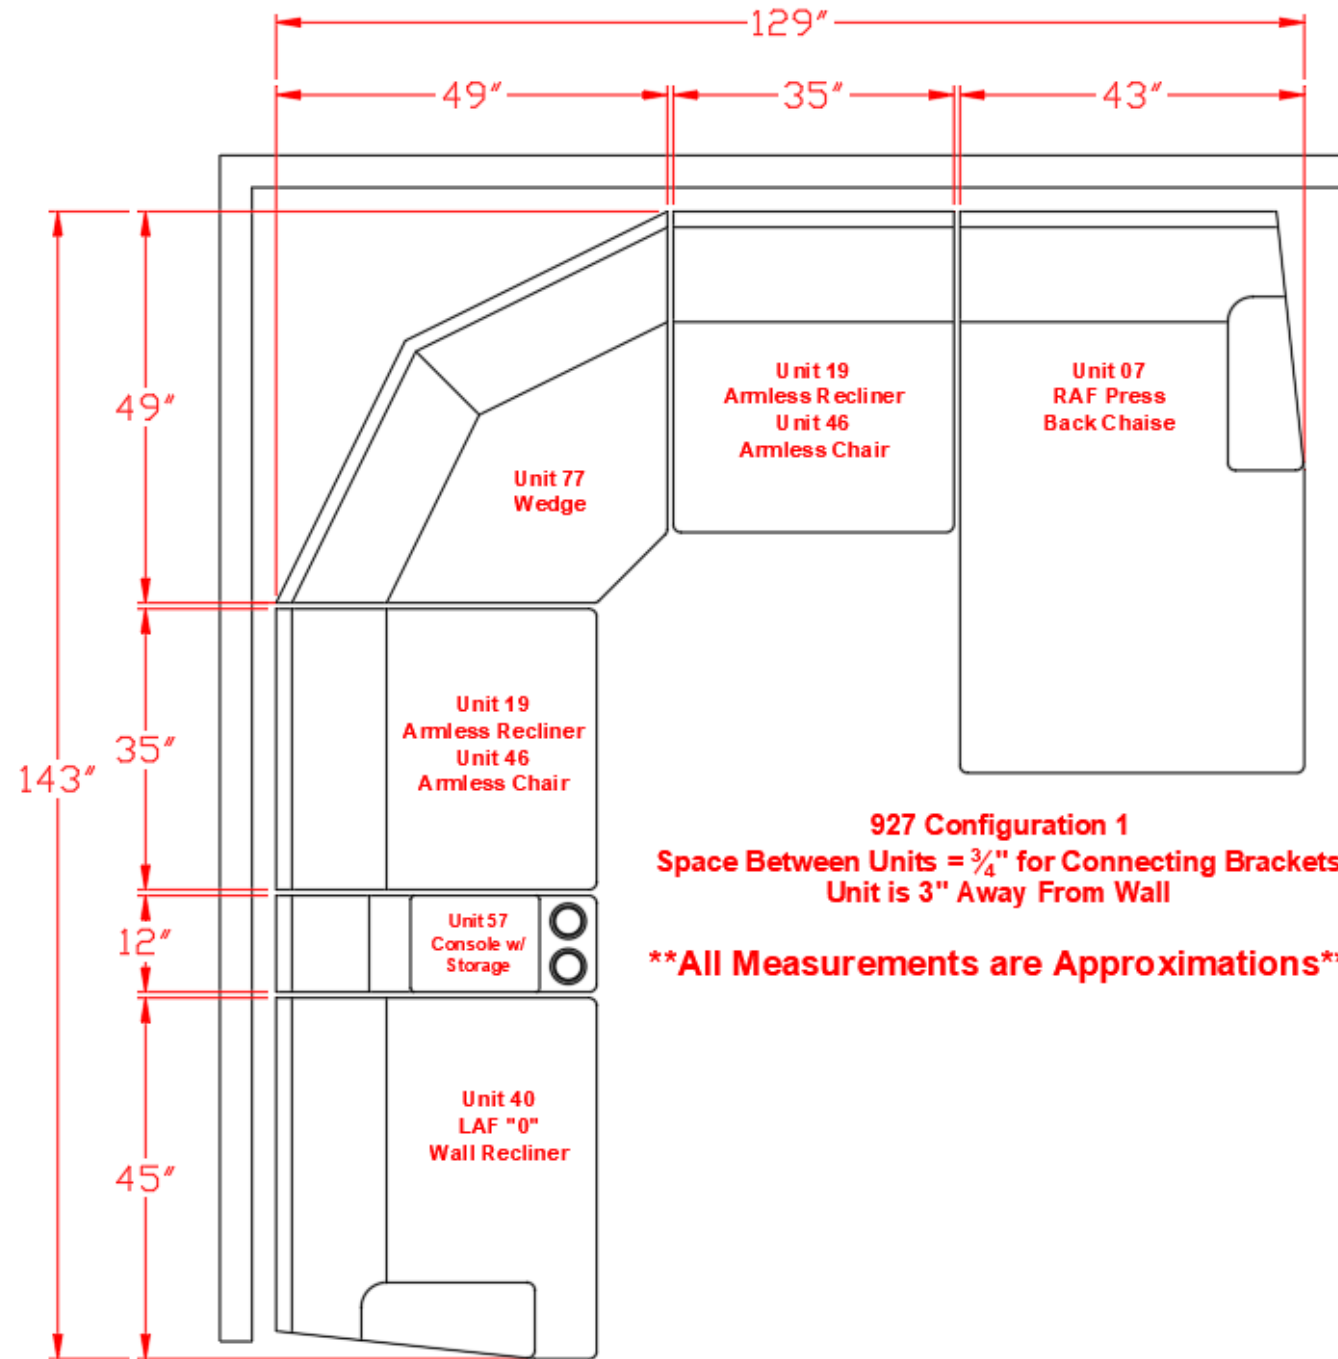 129"
49"
35"
43"
143"
49"
35"
12"
45"
Unit 77
Wedge
Unit 19
Armless Recliner
Unit 46
Armless Chair
Unit 07
RAF Press
Back Chaise
Unit 19
Armless Recliner
Unit 46
Armless Chair
Unit 57
Console w/
Storage
Unit 40
LAF "0"
Wall Recliner
927 Configuration 1
Space Between Units = ¾" for Connecting Brackets
Unit is 3" Away From Wall
**All Measurements are Approximations**